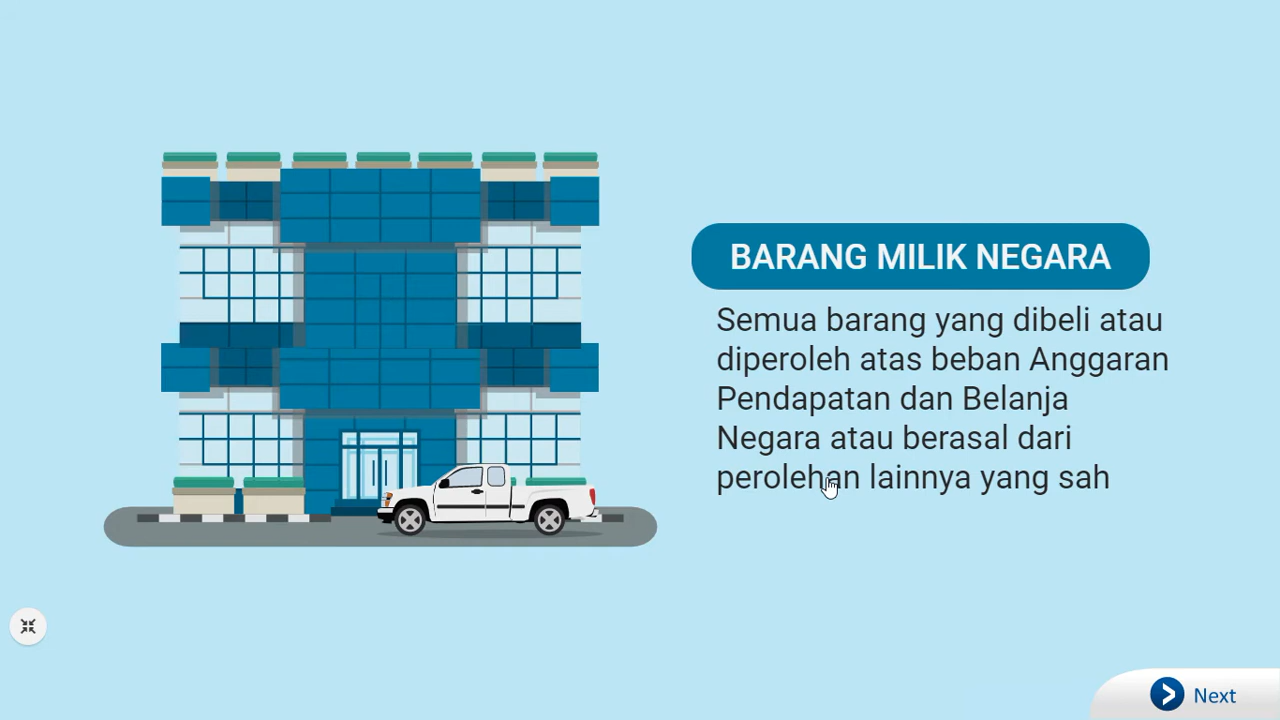 BARANG MILIK NEGARA
Semua barang yang dibeli atau
diperoleh atas beban Anggaran
Pendapatan dan Belanja
Negara atau berasal dari
perolehan lainnya yang sah
Next